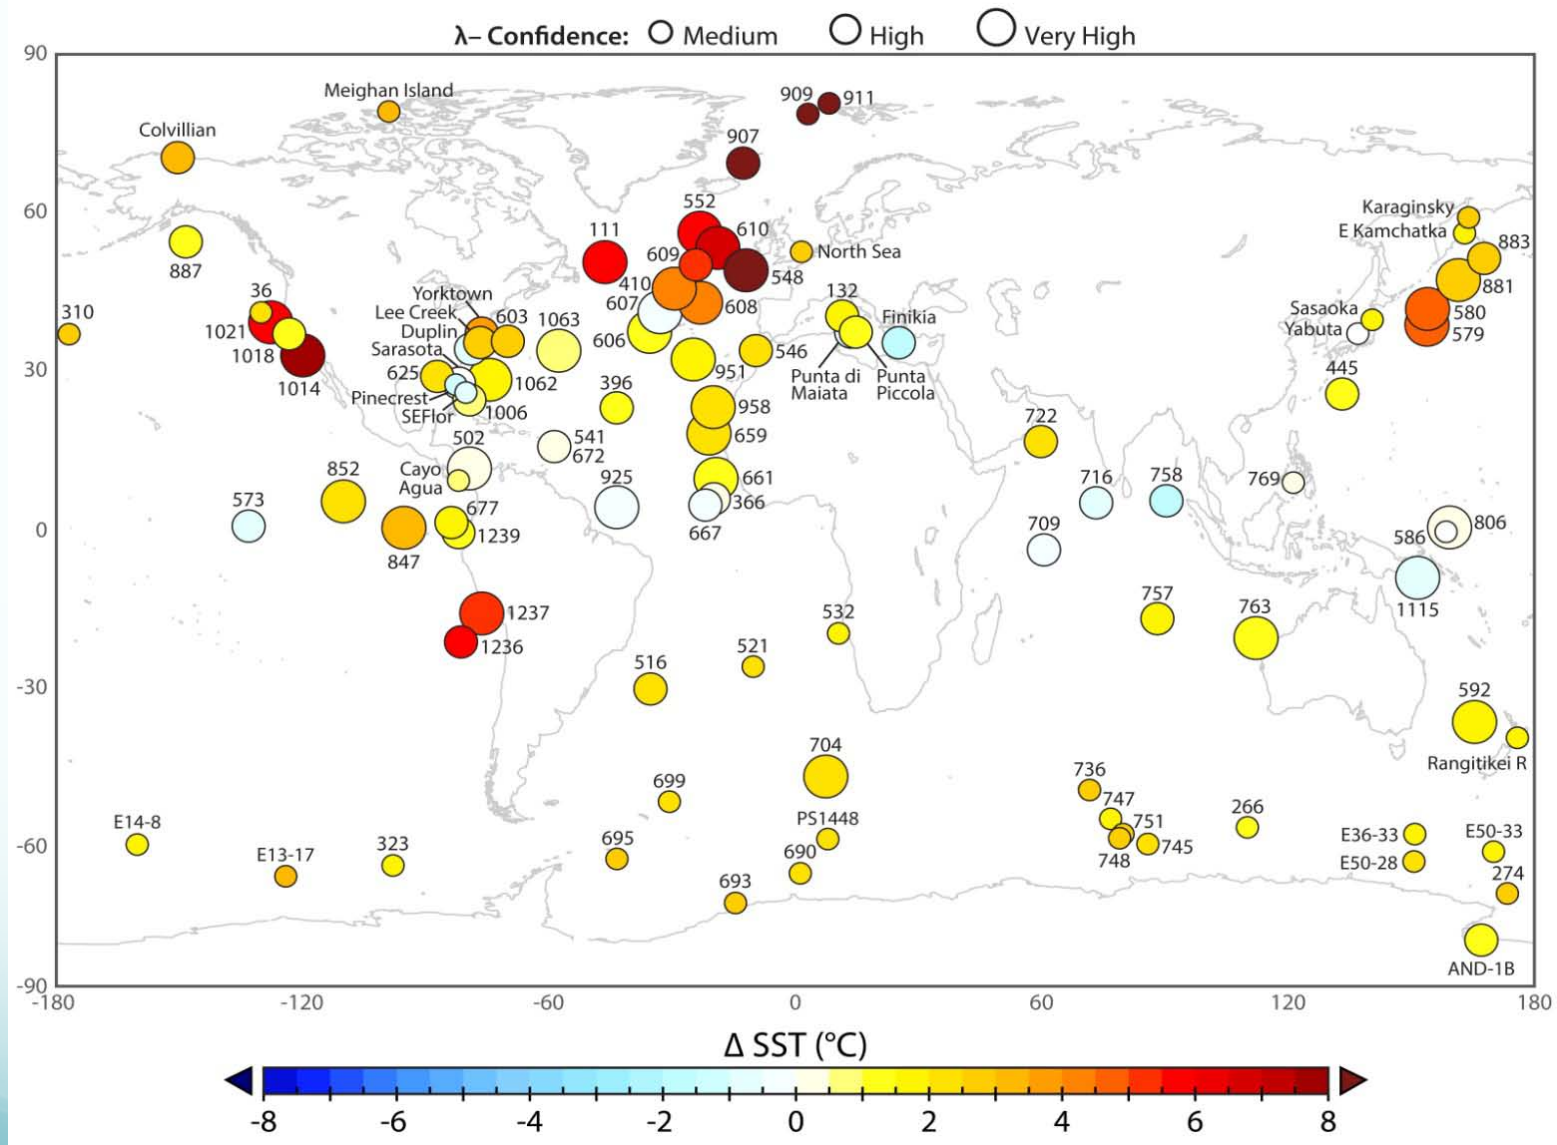 λ– Confidence: Medium High Very High
90
Meighan Island
909 911
Colvillian
907
60
552
Karaginsky
111 610
E Kamchatka
883
609 North Sea
887
410 548
881
Yorktown
36 607 132
310 Lee Creek
Sasaoka 580
608 Finikia
1021 Duplin 603 1063
Yabuta 579
Sarasota 606
1018
546
30
625 951 Punta di Punta 445
1014 1062
Maiata Piccola
Pinecrest 396
SEFlor 1006 958
722
502 541 659
672
852 Cayo 661 716 758 769
Agua 925
573 366
677 709 586 806
0
1239 667
847
757 763 1115
1237 532
1236 521
516
-30
592
704
Rangitikei R
736
699
747
E14-8 PS1448 751 266
E36-33 E50-33
323 695
-60
E13-17 690 748 745
E50-28
274
693
AND-1B
-90
-180 -120 -60 0 60 120 180
Δ SST (°C)
-8 -6 -4 -2 0 2 4 6 8